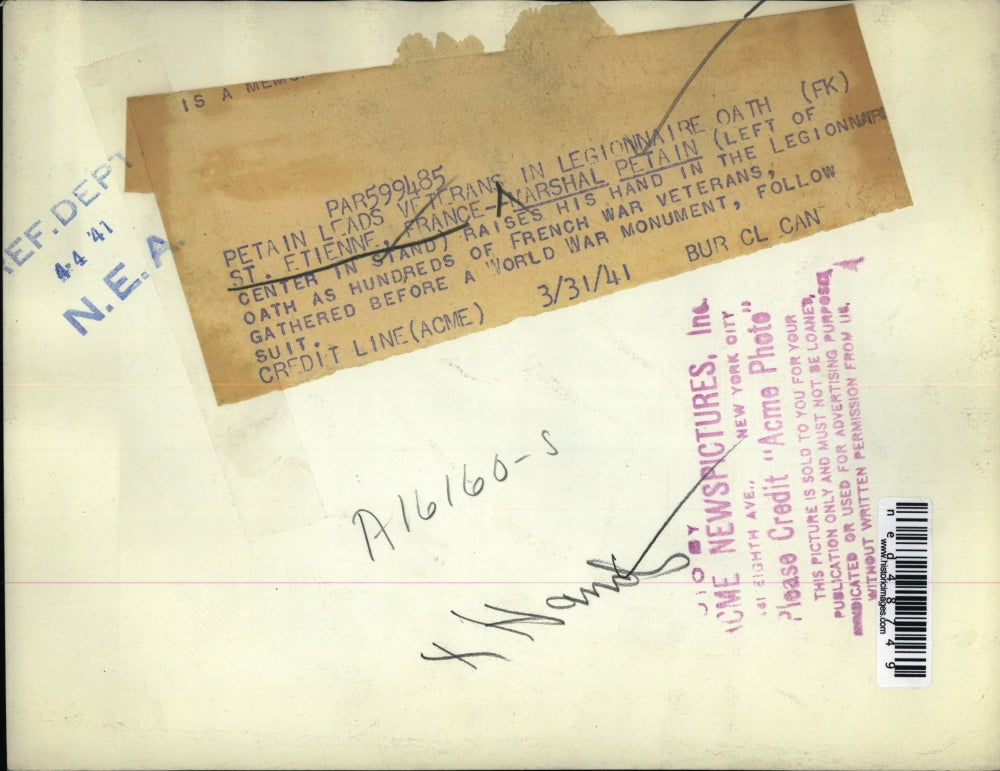 IS A
PAR599485
PETAIN LEADS VETERANS IN LEGIONNAIRE OATH (FK)
ST. ETIENNE, FRANCE--MARSHAL PETAIN (LEFT OF
CENTER IN STAND) RAISES HIS HAND IN THE LEGIONNAIRE
OATH AS HUNDREDS OF FRENCH WAR VETERANS,
GATHERED BEFORE A WORLD WAR MONUMENT, FOLLOW
SUIT.
CREDIT LINE(ACME) 3/31/41 BUR CL CAN
REF. DEPT
4-4 '41
N. E. A.
A16160-S
BY
ACME NEWSPICTURES, Inc.
461 EIGHTH AVE., NEW YORK CITY
Please Credit "Acme Photo"
THIS PICTURE IS SOLD TO YOU FOR YOUR
PUBLICATION ONLY AND MUST NOT BE LOANED,
SYNDICATED OR USED FOR ADVERTISING PURPOSES
WITHOUT WRITTEN PERMISSION FROM US.
www.historicimages.com
ned48749